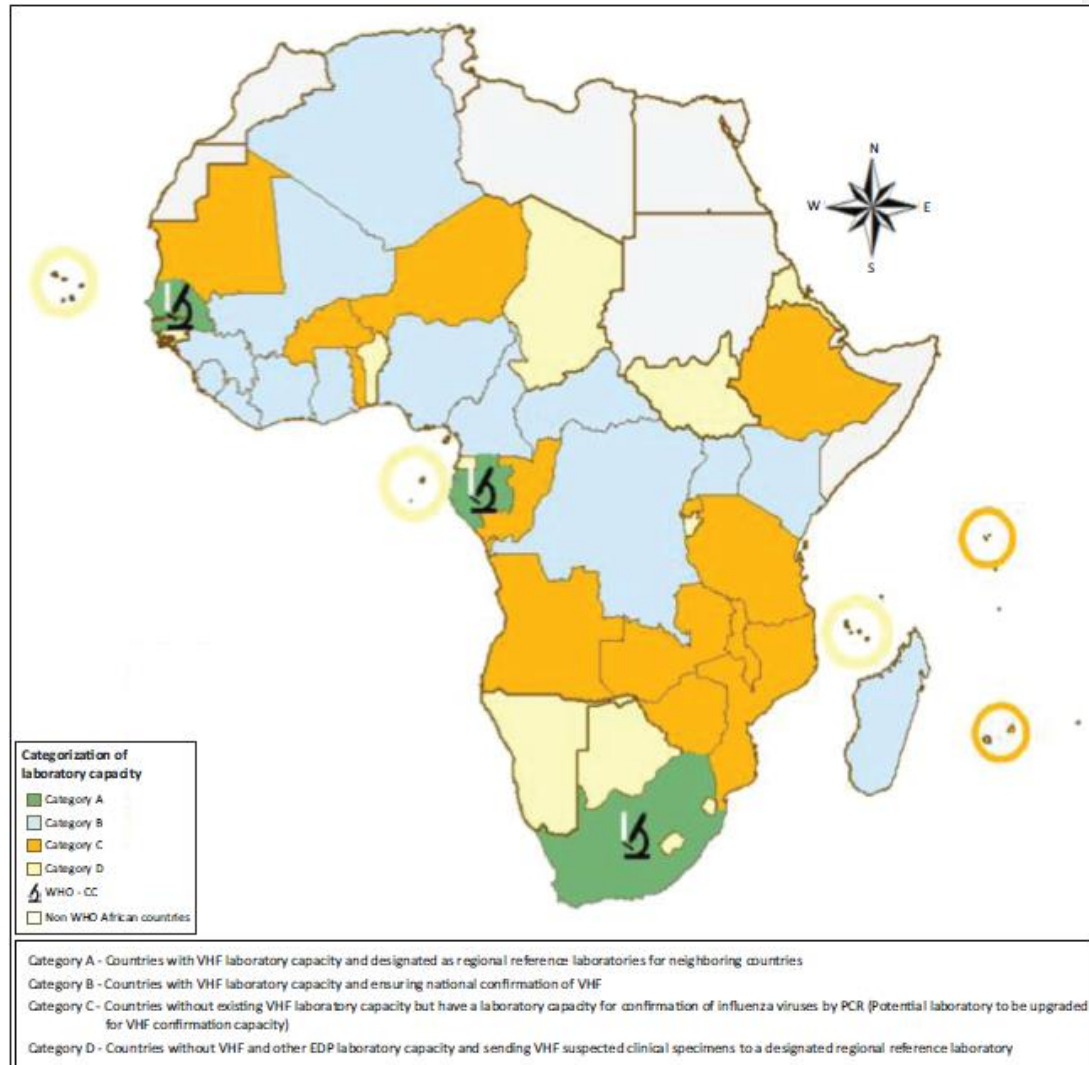 N
W
E
S
Categorization of
laboratory capacity
Category A
Category B
Category C
Category D
WHO - CC
Non WHO African countries
Category A - Countries with VHF laboratory capacity and designated as regional reference laboratories for neighboring countries
Category B - Countries with VHF laboratory capacity and ensuring national confirmation of VHF
Category C - Countries without existing VHF laboratory capacity but have a laboratory capacity for confirmation of influenza viruses by PCR (Potential laboratory to be upgraded
for VHF confirmation capacity)
Category D - Countries without VHF and other EDP laboratory capacity and sending VHF suspected clinical specimens to a designated regional reference laboratory